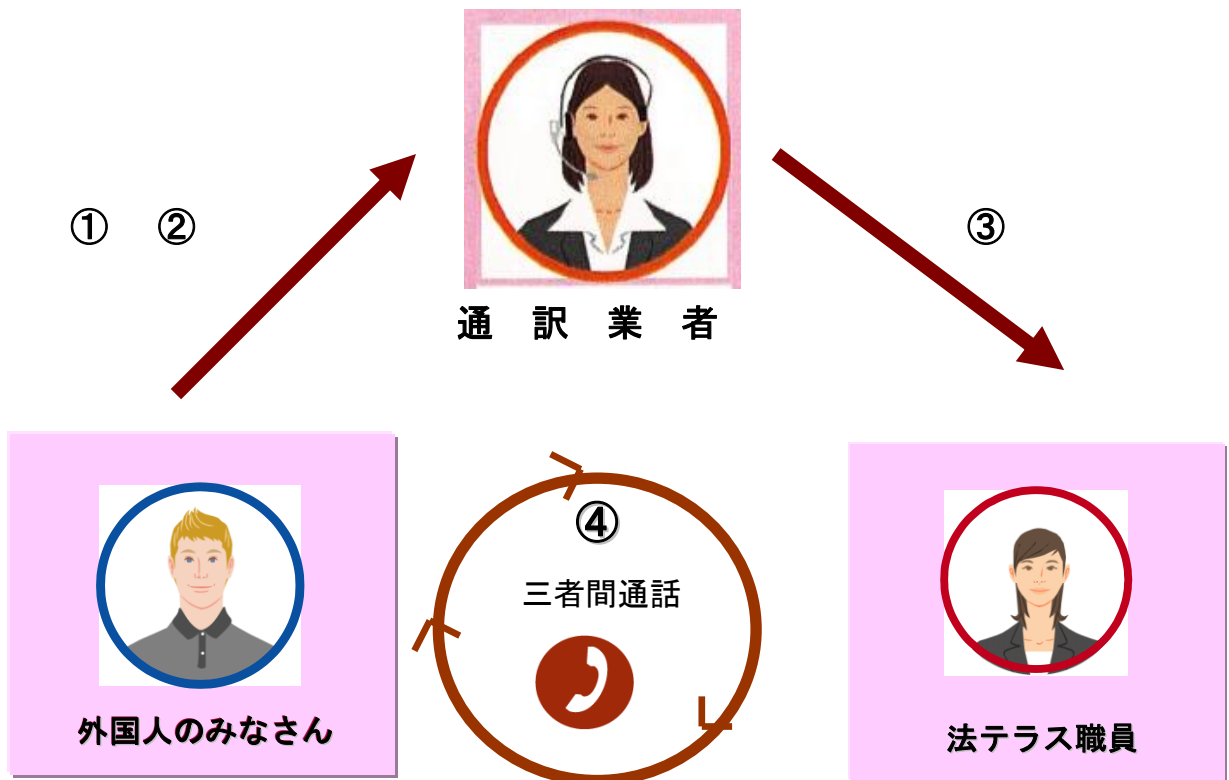 ① ②
③
通 訳 業 者
④
三者間通話
外国人のみなさん
法テラス職員